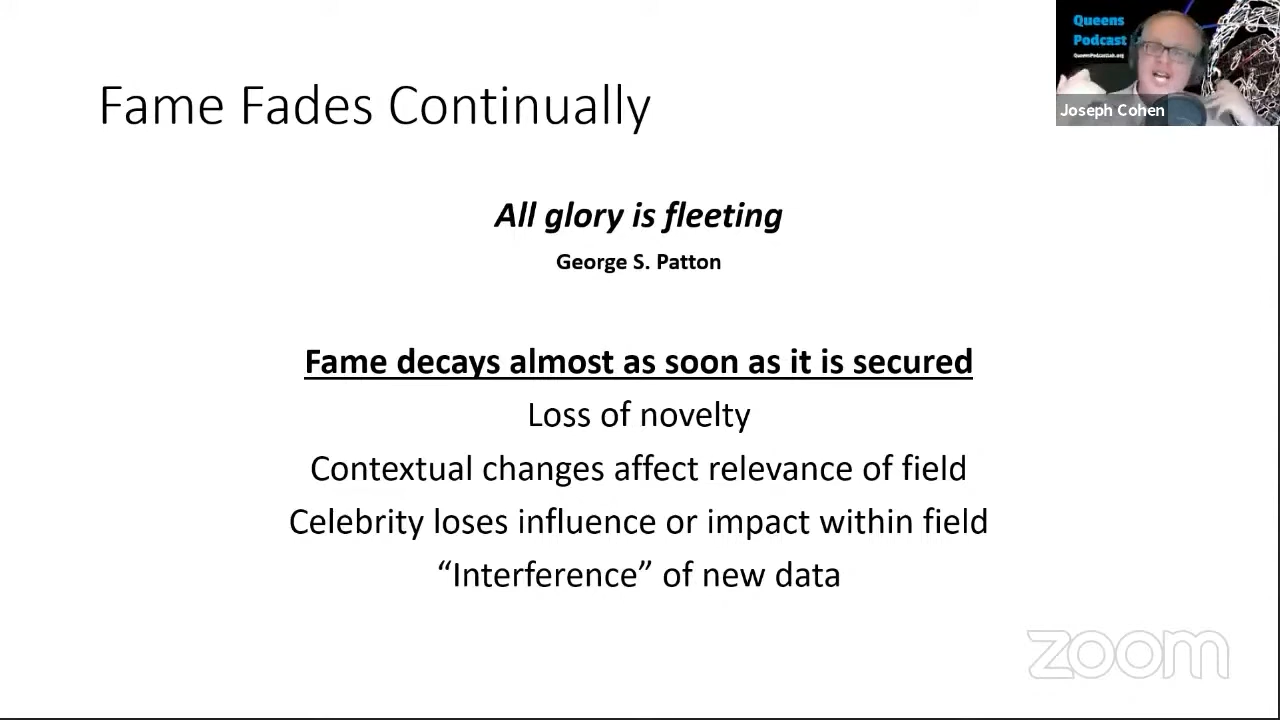 Fame Fades Continually
All glory is fleeting
George S. Patton
Fame decays almost as soon as it is secured
Loss of novelty
Contextual changes affect relevance of field
Celebrity loses influence or impact within field
“Interference” of new data
Queens
Podcast
QueensPodcastLab.org
Joseph Cohen
zoom